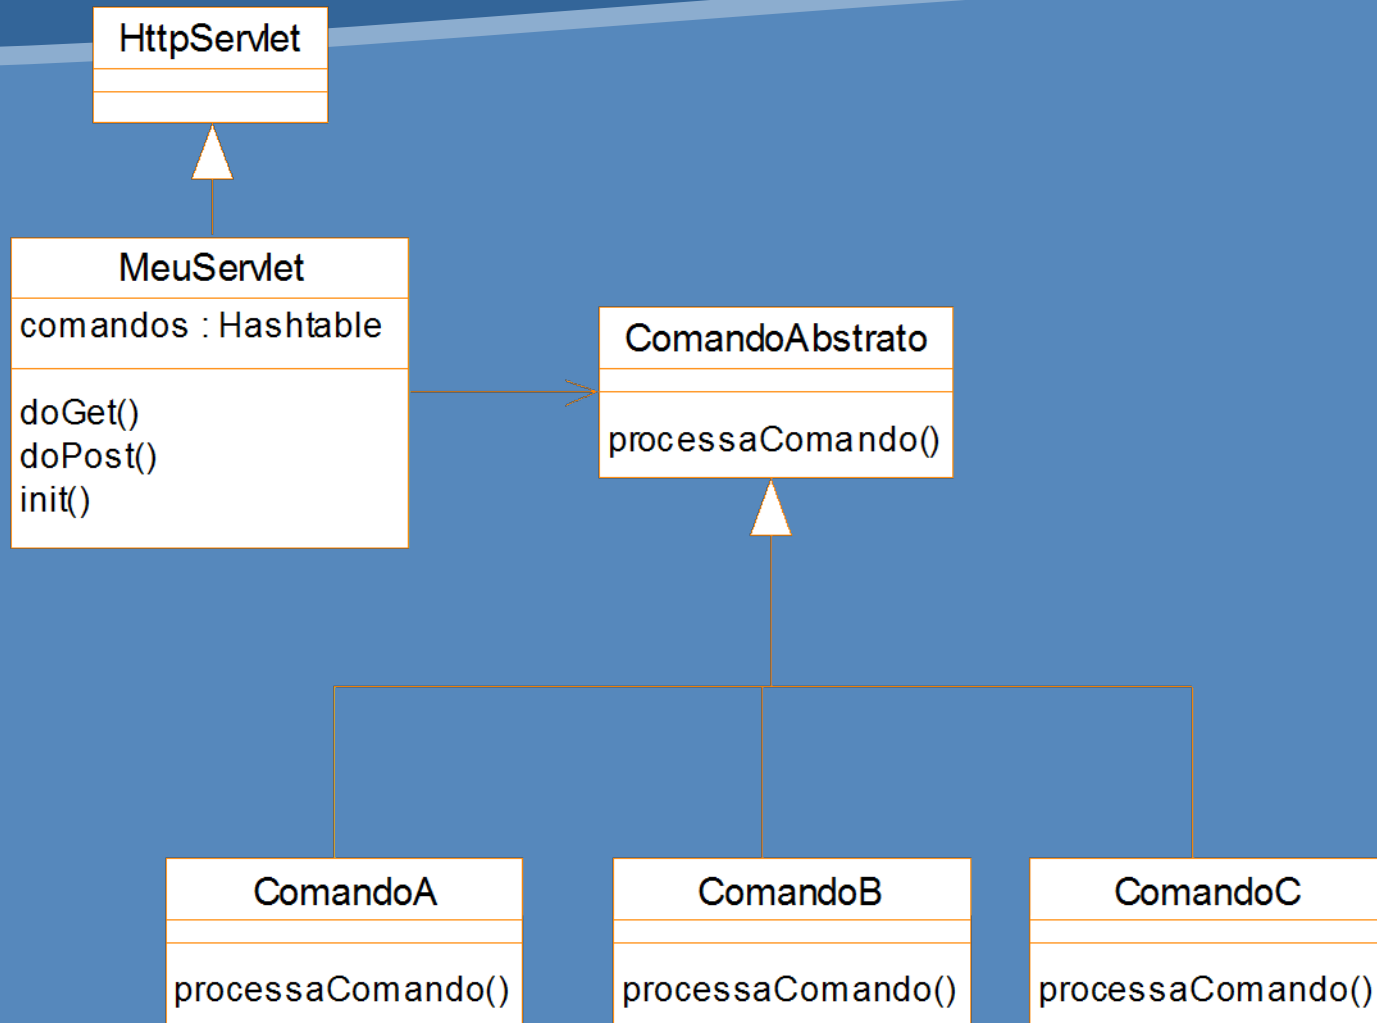 HttpServlet
MeuServlet
comandos : Hashtable
doGet()
doPost()
init()
ComandoAbstrato
processaComando()
ComandoA
processaComando()
ComandoB
processaComando()
ComandoC
processaComando()